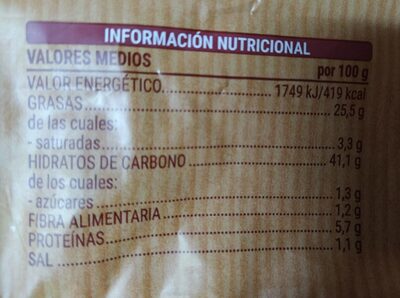 INFORMACIÓN NUTRICIONAL
VALORES MEDIOS por 100 g
VALOR ENERGÉTICO 1749 kJ/419 kcal
GRASAS 25,5 g
de las cuales:
- saturadas 3,3 g
HIDRATOS DE CARBONO 41,1 g
de los cuales:
- azúcares 1,3 g
FIBRA ALIMENTARIA 1,2 g
PROTEÍNAS 5,7 g
SAL 1,1 g